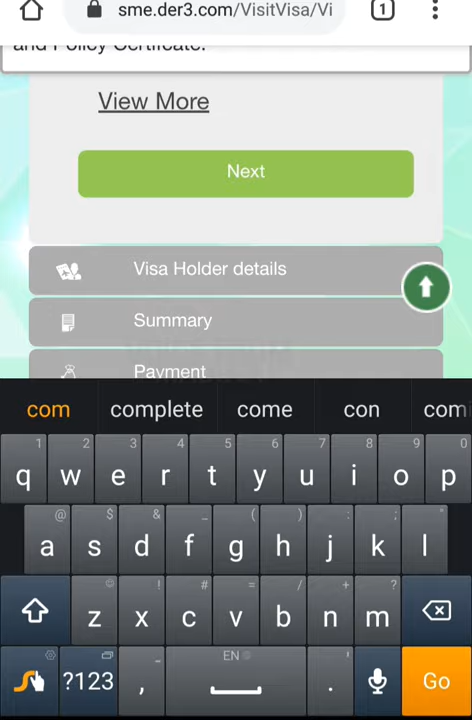 sme.der3.com/VisitVisa/Vi
1
and Policy Certificate.
View More
Next
Visa Holder details
Summary
Payment
com complete come con com
1 2 3 4 5 6 7 8 9 0
q w e r t y u i o p
@ $ & _ ( ) : ; "
a s d f g h j k l
! # = / + ?
z x c v b n m
EN
?123 , . Go